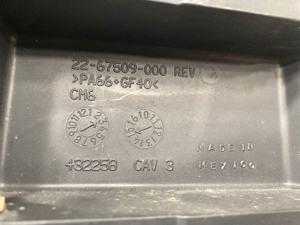 22-67509-000 REV
>PA66+GF40<
CM6
432258 CAV 3
MADE IN
MEXICO